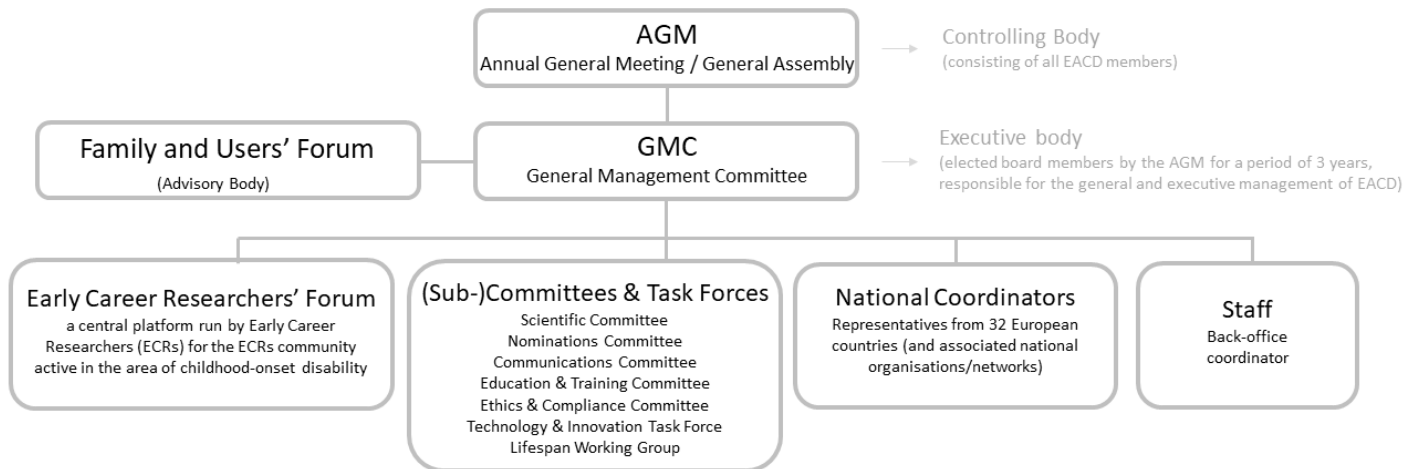 AGM
Annual General Meeting / General Assembly
Controlling Body
(consisting of all EACD members)
Family and Users’ Forum
(Advisory Body)
GMC
General Management Committee
Executive body
(elected board members by the AGM for a period of 3 years,
responsible for the general and executive management of EACD)
Early Career Researchers’ Forum
a central platform run by Early Career
Researchers (ECRs) for the ECRs community
active in the area of childhood-onset disability
(Sub-)Committees & Task Forces
Scientific Committee
Nominations Committee
Communications Committee
Education & Training Committee
Ethics & Compliance Committee
Technology & Innovation Task Force
Lifespan Working Group
National Coordinators
Representatives from 32 European
countries (and associated national
organisations/networks)
Staff
Back-office
coordinator